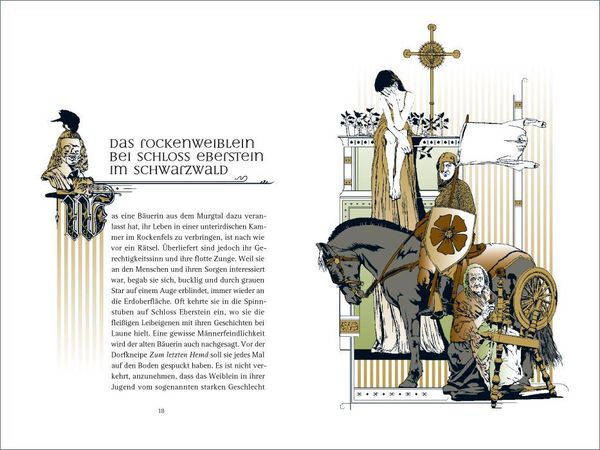 DAS ROCKENWEIBLEIN
BEI SCHLOSS EBERSTEIN
IM SCHWARZWALD
Was eine Bäuerin aus dem Murgtal dazu veran-
lasst hat, ihr Leben in einer unterirdischen Kam-
mer im Rockenfels zu verbringen, ist nach wie
vor ein Rätsel. Überliefert sind jedoch ihr Ge-
rechtigkeitssinn und ihre flotte Zunge. Weil sie
an den Menschen und ihren Sorgen interessiert
war, begab sie sich, bucklig und durch grauen
Star auf einem Auge erblindet, immer wieder an
die Erdoberfläche. Oft kehrte sie in die Spinn-
stuben auf Schloss Eberstein ein, wo sie die
fleißigen Leibeigenen mit ihren Geschichten bei
Laune hielt. Eine gewisse Männerfeindlichkeit
wird der alten Bäuerin auch nachgesagt. Vor der
Dorfkneipe Zum letzten Hemd soll sie jedes Mal
auf den Boden gespuckt haben. Es ist nicht ver-
kehrt, anzunehmen, dass das Weiblein in ihrer
Jugend vom sogenannten starken Geschlecht
18